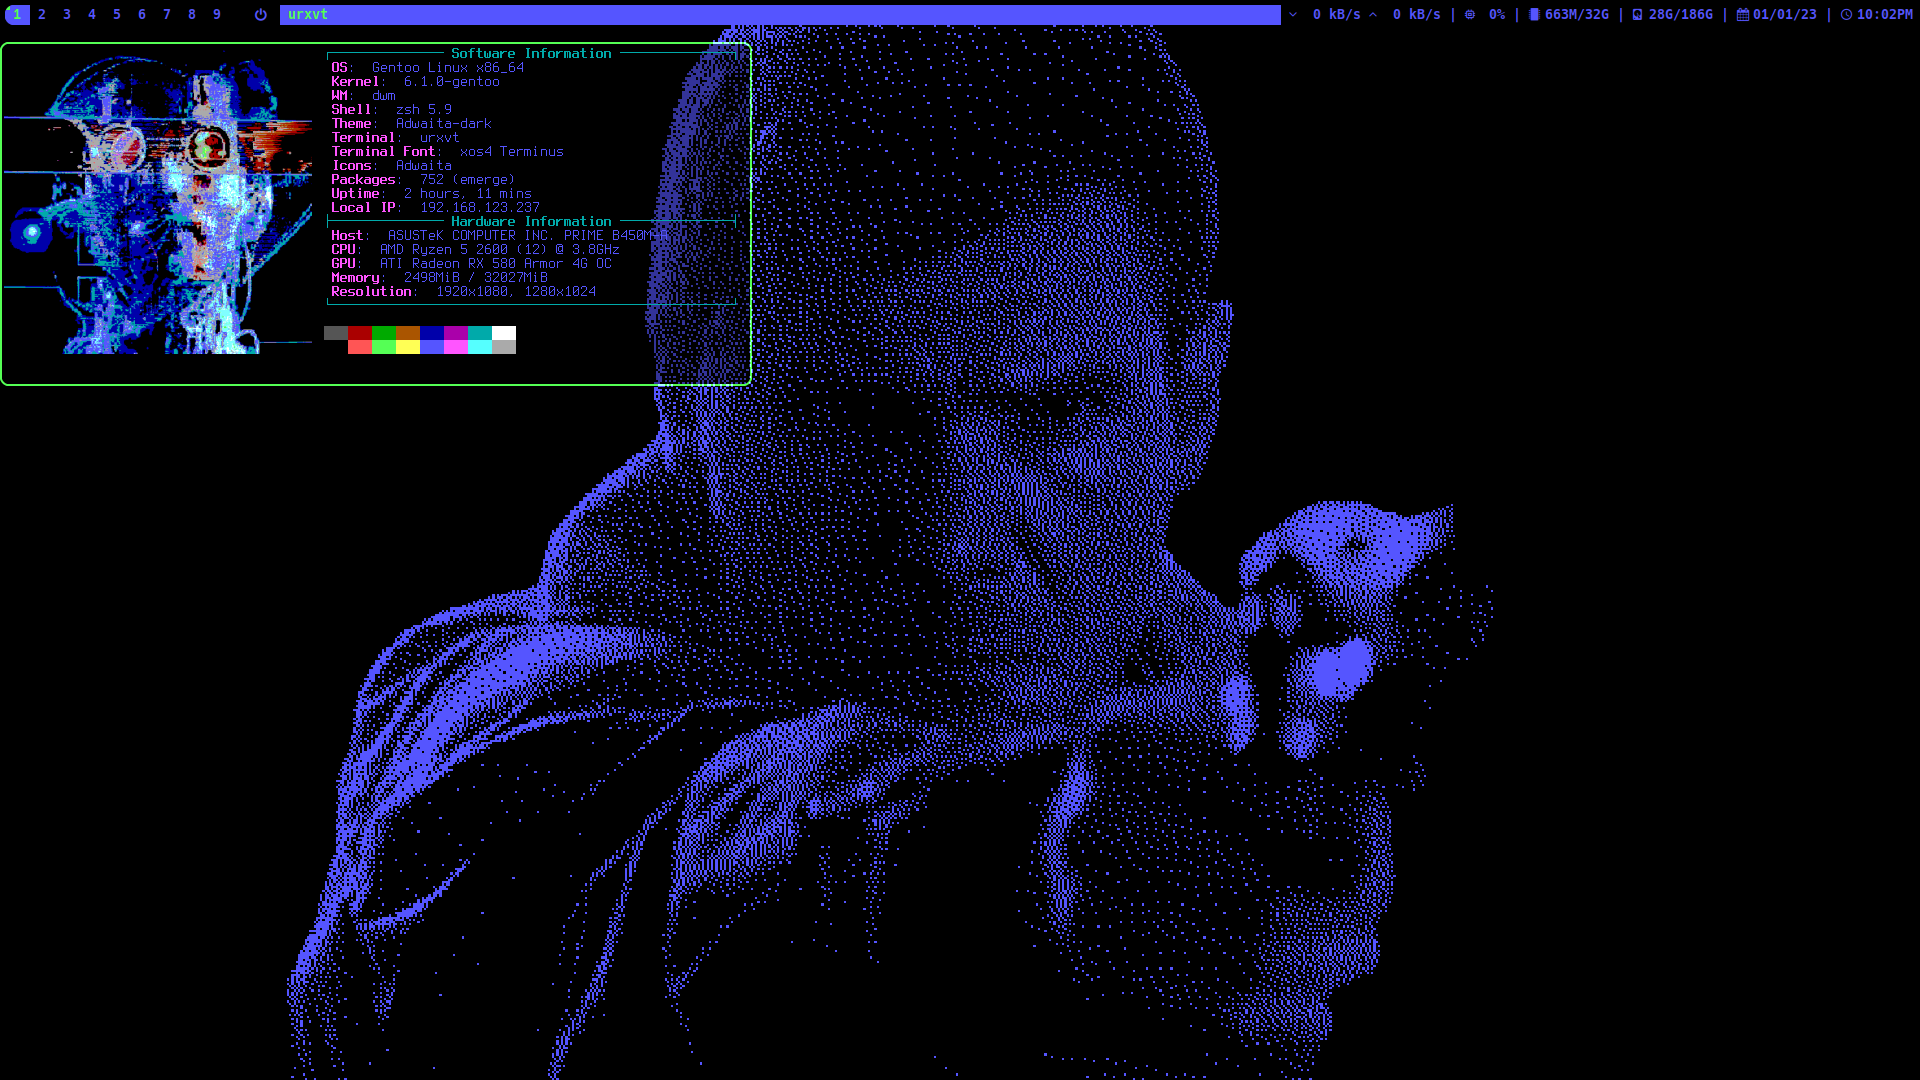 1 2 3 4 5 6 7 8 9 urxvt 0 kB/s 0 kB/s | 0% | 663M/32G | 28G/186G | 01/01/23 | 10:02PM
Software Information
OS: Gentoo Linux x86_64
Kernel: 6.1.0-gentoo
WM: dwm
Shell: zsh 5.9
Theme: Adwaita-dark
Terminal: urxvt
Terminal Font: xos4 Terminus
Icons: Adwaita
Packages: 752 (emerge)
Uptime: 2 hours, 11 mins
Local IP: 192.168.123.237
Hardware Information
Host: ASUSTeK COMPUTER INC. PRIME B450M-A
CPU: AMD Ryzen 5 2600 (12) @ 3.8GHz
GPU: ATI Radeon RX 580 Armor 4G OC
Memory: 2498MiB / 32027MiB
Resolution: 1920x1080, 1280x1024